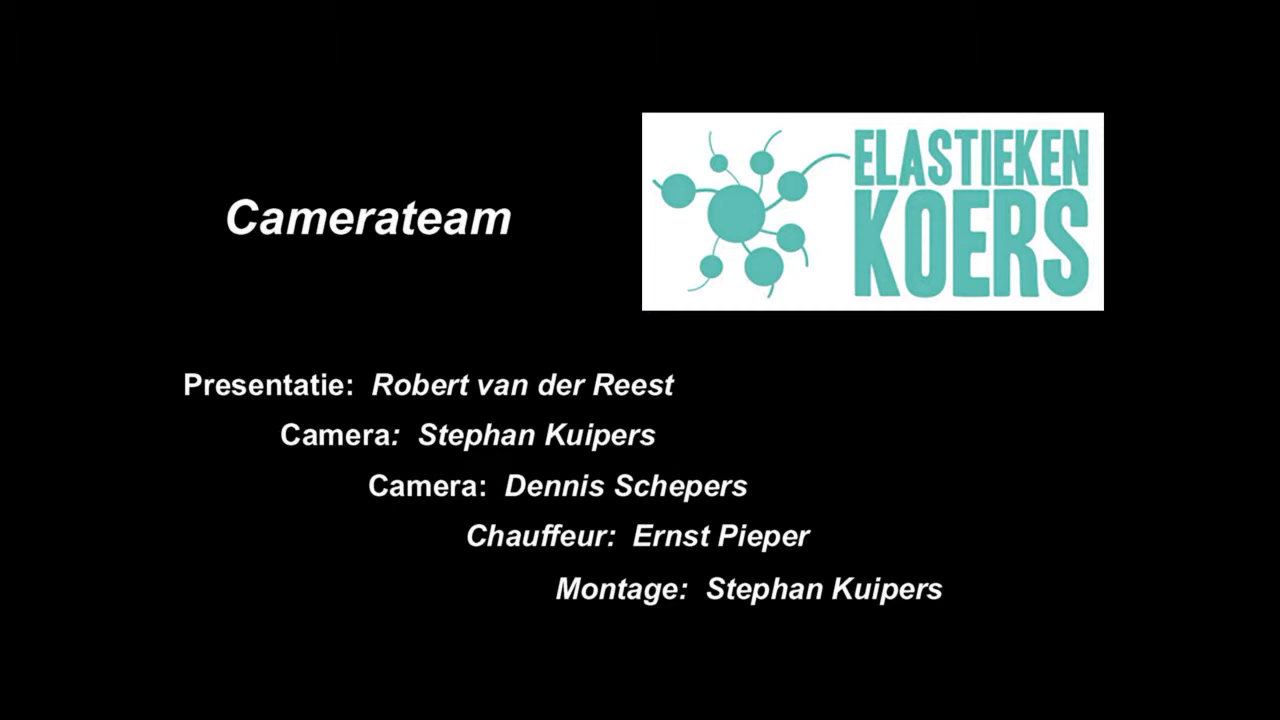 Camerateam
ELASTIEKEN
KOERS
Presentatie: Robert van der Reest
Camera: Stephan Kuipers
Camera: Dennis Schepers
Chauffeur: Ernst Pieper
Montage: Stephan Kuipers